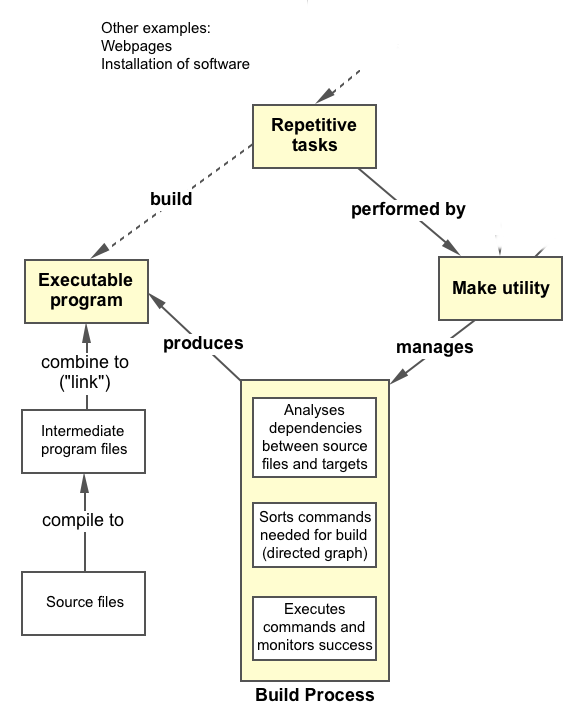 Other examples:
Webpages
Installation of software
Repetitive
tasks
build
performed by
Executable
program
Make utility
produces
manages
combine to
("link")
Intermediate
program files
compile to
Source files
Analyses
dependencies
between source
files and targets
Sorts commands
needed for build
(directed graph)
Executes
commands and
monitors success
Build Process